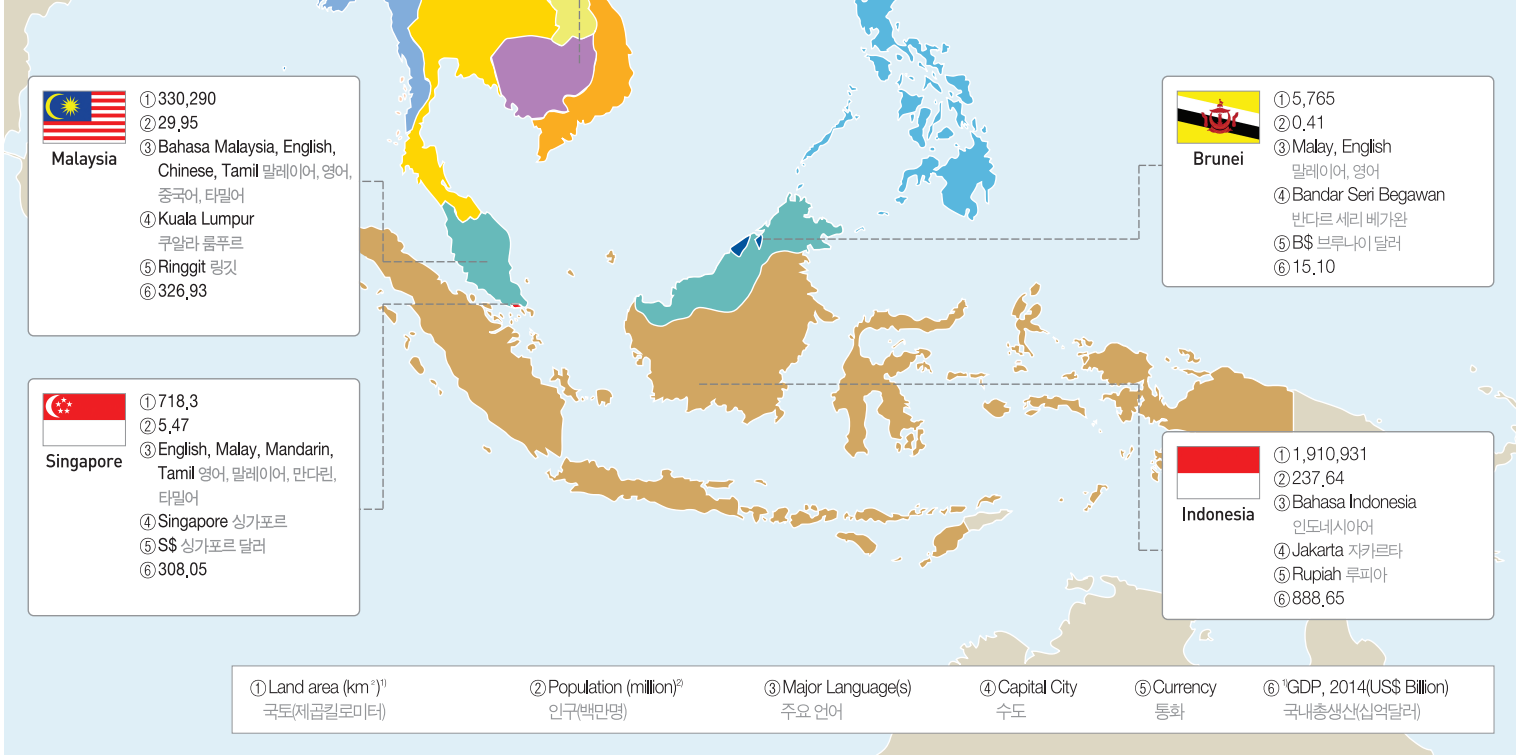 Malaysia
①330,290
②29.95
③Bahasa Malaysia, English,
Chinese, Tamil 말레이어, 영어,
중국어, 타밀어
④Kuala Lumpur
쿠알라 룸푸르
⑤Ringgit 링깃
⑥326.93
Singapore
①718.3
②5.47
③English, Malay, Mandarin,
Tamil 영어, 말레이어, 만다린,
타밀어
④Singapore 싱가포르
⑤S$ 싱가포르 달러
⑥308.05
Brunei
①5,765
②0.41
③Malay, English
말레이어, 영어
④Bandar Seri Begawan
반다르 세리 베가완
⑤B$ 브루나이 달러
⑥15.10
Indonesia
①1,910,931
②237.64
③Bahasa Indonesia
인도네시아어
④Jakarta 자카르타
⑤Rupiah 루피아
⑥888.65
①Land area (km²)¹⁾
국토(제곱킬로미터)
②Population (million)²⁾
인구(백만명)
③Major Language(s)
주요 언어
④Capital City
수도
⑤Currency
통화
⑥¹⁾GDP, 2014(US$ Billion)
국내총생산(십억달러)